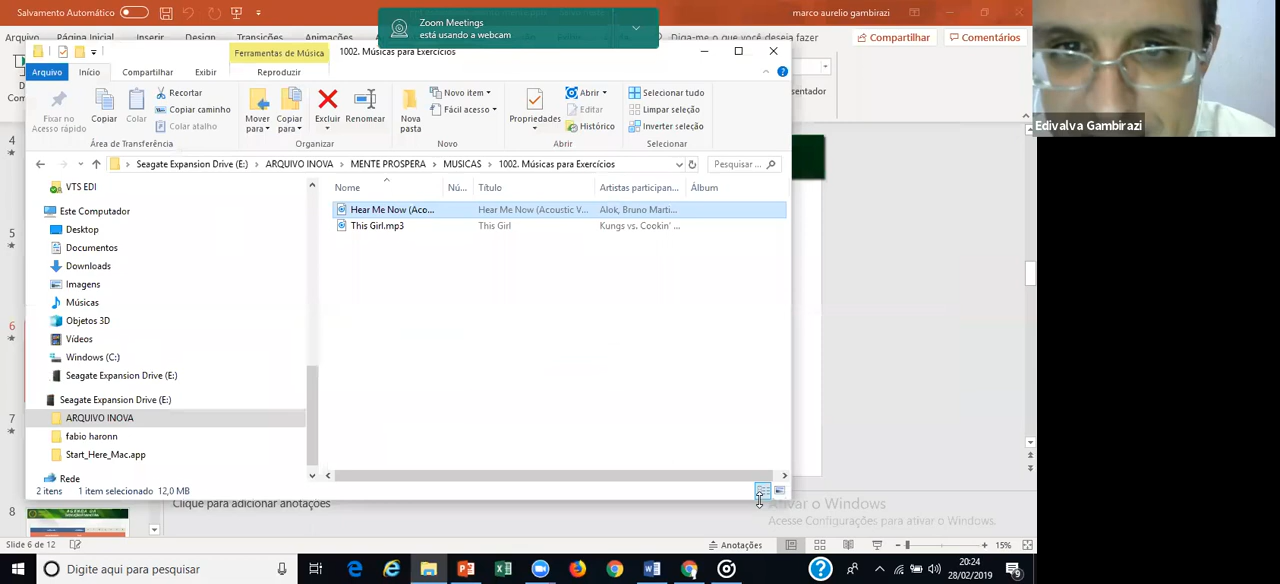 Salvamento Automático
marco aurelio gambirazi
Zoom Meetings
está usando a webcam
Arquivo Página Inicial Inserir Design Transições Animações
Diga-me o que você deseja fazer
Compartilhar
Comentários
Ferramentas de Música
1002. Músicas para Exercícios
Arquivo
Início
Compartilhar
Exibir
Reproduzir
Fixar no
Acesso rápido
Copiar
Colar
Recortar
Copiar caminho
Colar atalho
Área de Transferência
Mover
para
Copiar
para
Excluir
Renomear
Organizar
Nova
pasta
Novo item
Fácil acesso
Novo
Propriedades
Abrir
Editar
Histórico
Abrir
Selecionar tudo
Limpar seleção
Inverter seleção
Selecionar
Seagate Expansion Drive (E:) > ARQUIVO INOVA > MENTE PROSPERA > MUSICAS > 1002. Músicas para Exercícios
Pesquisar ...
Nome Nú... Título Artistas participan... Álbum
Hear Me Now (Aco... Hear Me Now (Acoustic V... Alok, Bruno Marti...
This Girl.mp3 This Girl Kungs vs. Cookin' ...
VTS EDI
Este Computador
Desktop
Documentos
Downloads
Imagens
Músicas
Objetos 3D
Vídeos
Windows (C:)
Seagate Expansion Drive (E:)
Seagate Expansion Drive (E:)
ARQUIVO INOVA
fabio haronn
Start_Here_Mac.app
Rede
2 itens 1 item selecionado 12,0 MB
Edivalva Gambirazi
4
5
6
7
8
Clique para adicionar anotações
Ativar o Windows
Acesse Configurações para ativar o Windows.
Slide 6 de 12
Anotações
15%
Digite aqui para pesquisar
20:24
28/02/2019
9